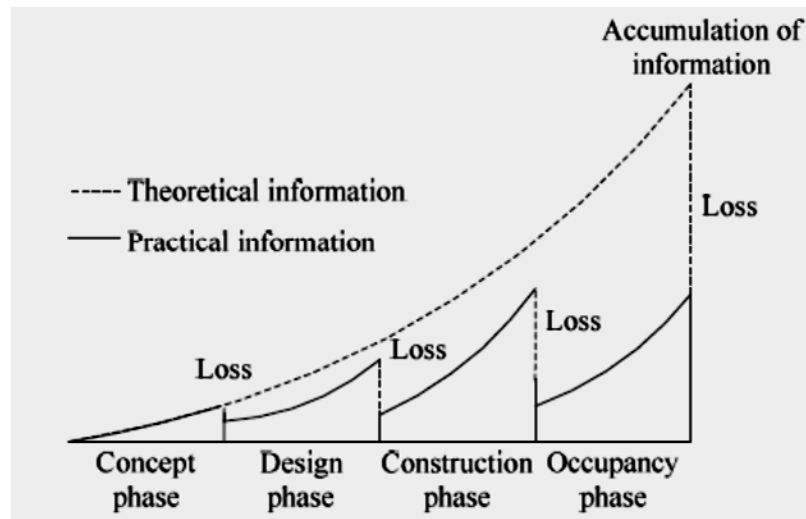 Accumulation of
information
Theoretical information
Practical information
Loss
Loss
Loss
Loss
Concept
phase
Design
phase
Construction
phase
Occupancy
phase